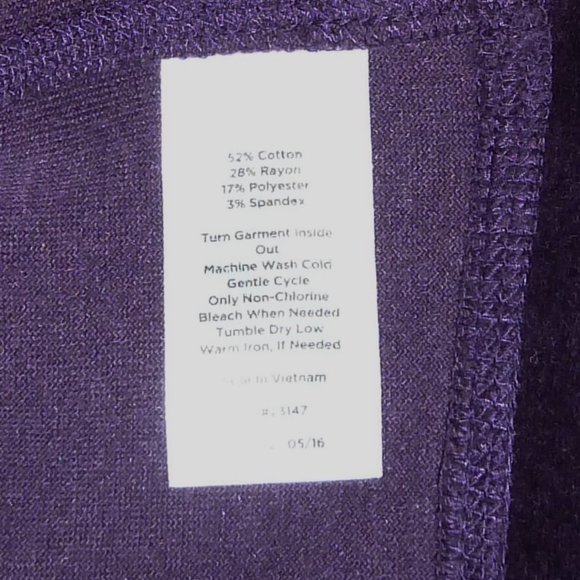 52% Cotton
28% Rayon
17% Polyester
3% Spandex
Turn Garment Inside
Out
Machine Wash Cold
Gentle Cycle
Only Non-Chlorine
Bleach When Needed
Tumble Dry Low
Warm Iron, If Needed
in Vietnam
3147
05/16